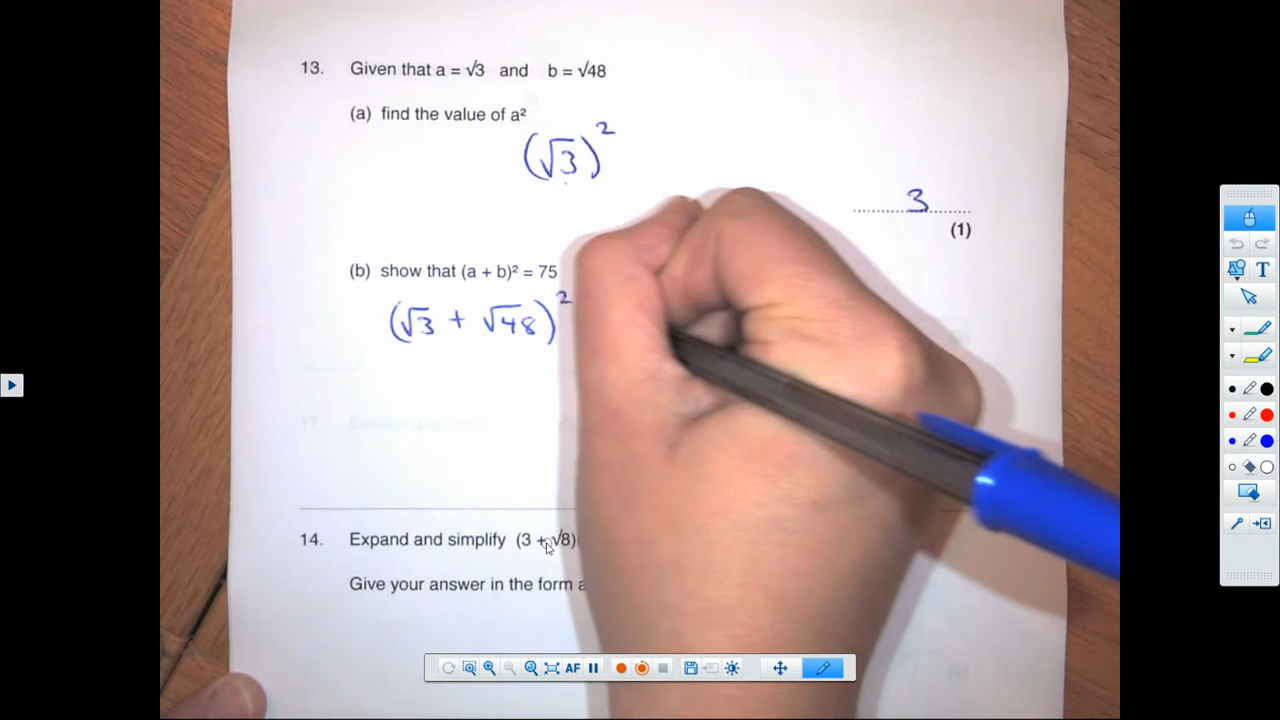 13. Given that a = √3 and b = √48
(a) find the value of a²
(√3)²
3
(1)
(b) show that (a + b)² = 75
(√3 + √48)²
14. Expand and simplify (3 + √8)
Give your answer in the form a
AF
T